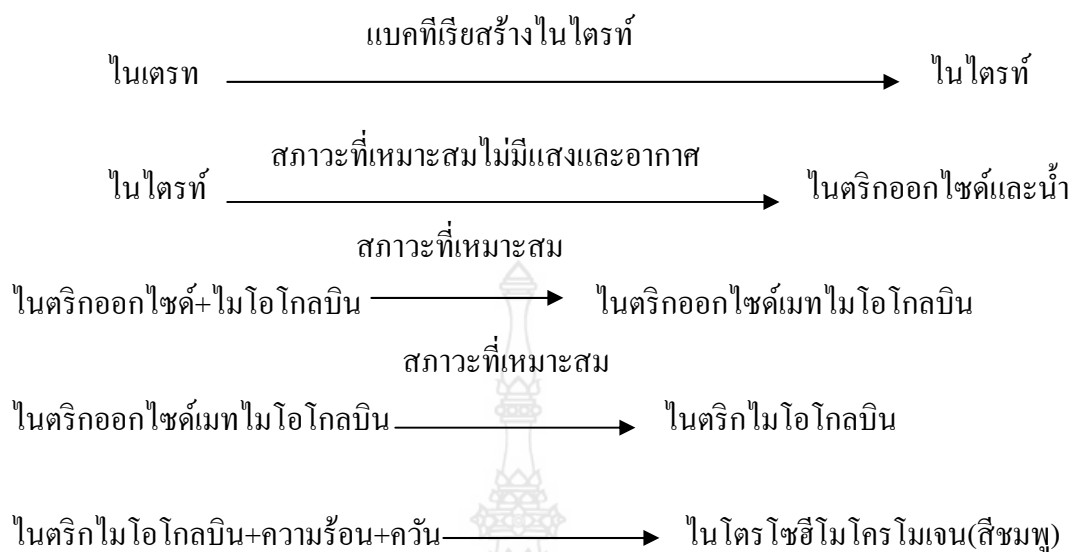 แบคทีเรียสร้างไนไตรท์
ไนเตรท ไนไตรท์
สภาวะที่เหมาะสมไม่มีแสงและอากาศ
ไนไตรท์ ไนตริกออกไซด์และน้ำ
สภาวะที่เหมาะสม
ไนตริกออกไซด์+ไมโอโกลบิน ไนตริกออกไซด์เมทไมโอโกลบิน
สภาวะที่เหมาะสม
ไนตริกออกไซด์เมทไมโอโกลบิน ไนตริกไมโอโกลบิน
ไนตริกไมโอโกลบิน+ความร้อน+ควัน ไนโตรโซฮีโมโครโมเจน(สีชมพู)